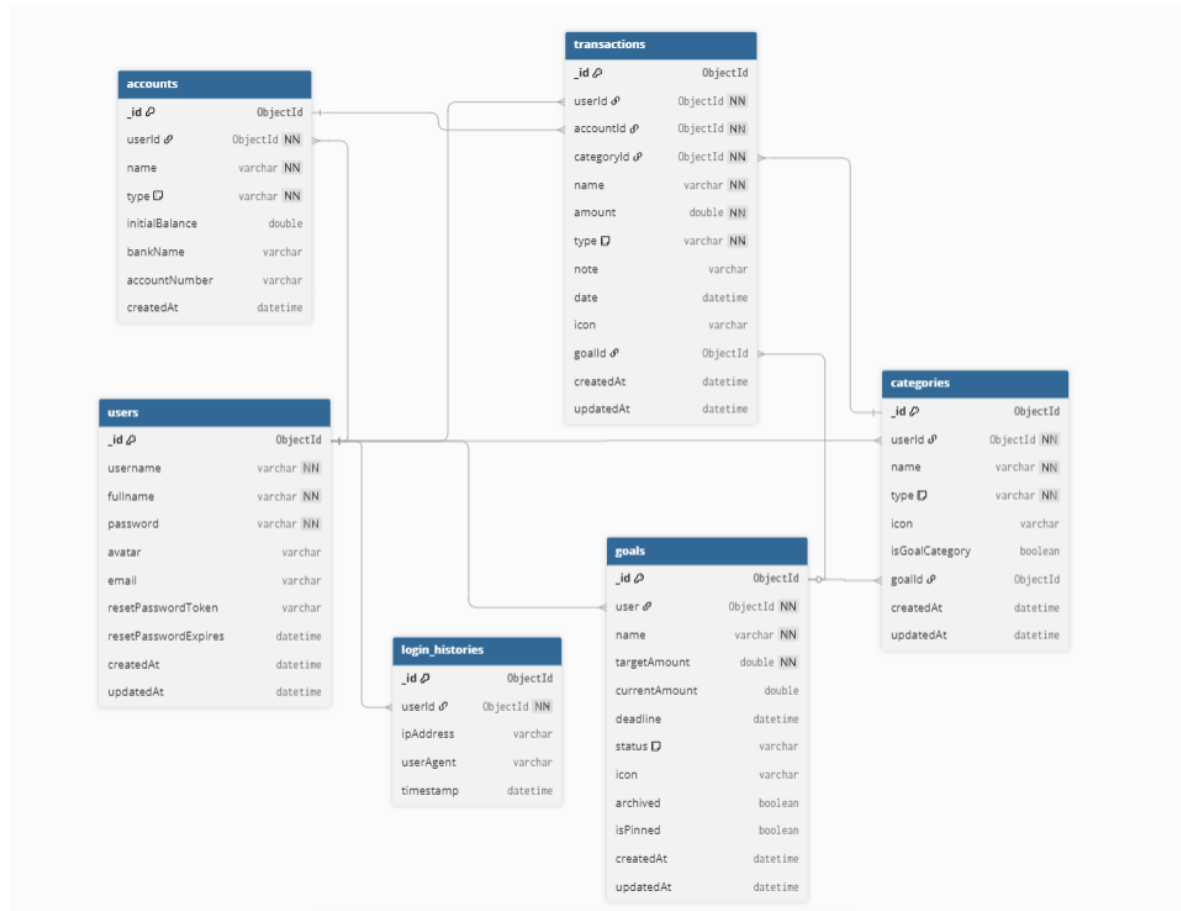 transactions
_id ObjectId
userId ObjectId NN
accountId ObjectId NN
categoryId ObjectId NN
name varchar NN
amount double NN
type varchar NN
note varchar
date datetime
icon varchar
goalId ObjectId
createdAt datetime
updatedAt datetime
accounts
_id ObjectId
userId ObjectId NN
name varchar NN
type varchar NN
initialBalance double
bankName varchar
accountNumber varchar
createdAt datetime
categories
_id ObjectId
userId ObjectId NN
name varchar NN
type varchar NN
icon varchar
isGoalCategory boolean
goalId ObjectId
createdAt datetime
updatedAt datetime
users
_id ObjectId
username varchar NN
fullname varchar NN
password varchar NN
avatar varchar
email varchar
resetPasswordToken varchar
resetPasswordExpires datetime
createdAt datetime
updatedAt datetime
goals
_id ObjectId
user ObjectId NN
name varchar NN
targetAmount double NN
currentAmount double
deadline datetime
status varchar
icon varchar
archived boolean
isPinned boolean
createdAt datetime
updatedAt datetime
login_histories
_id ObjectId
userId ObjectId NN
ipAddress varchar
userAgent varchar
timestamp datetime